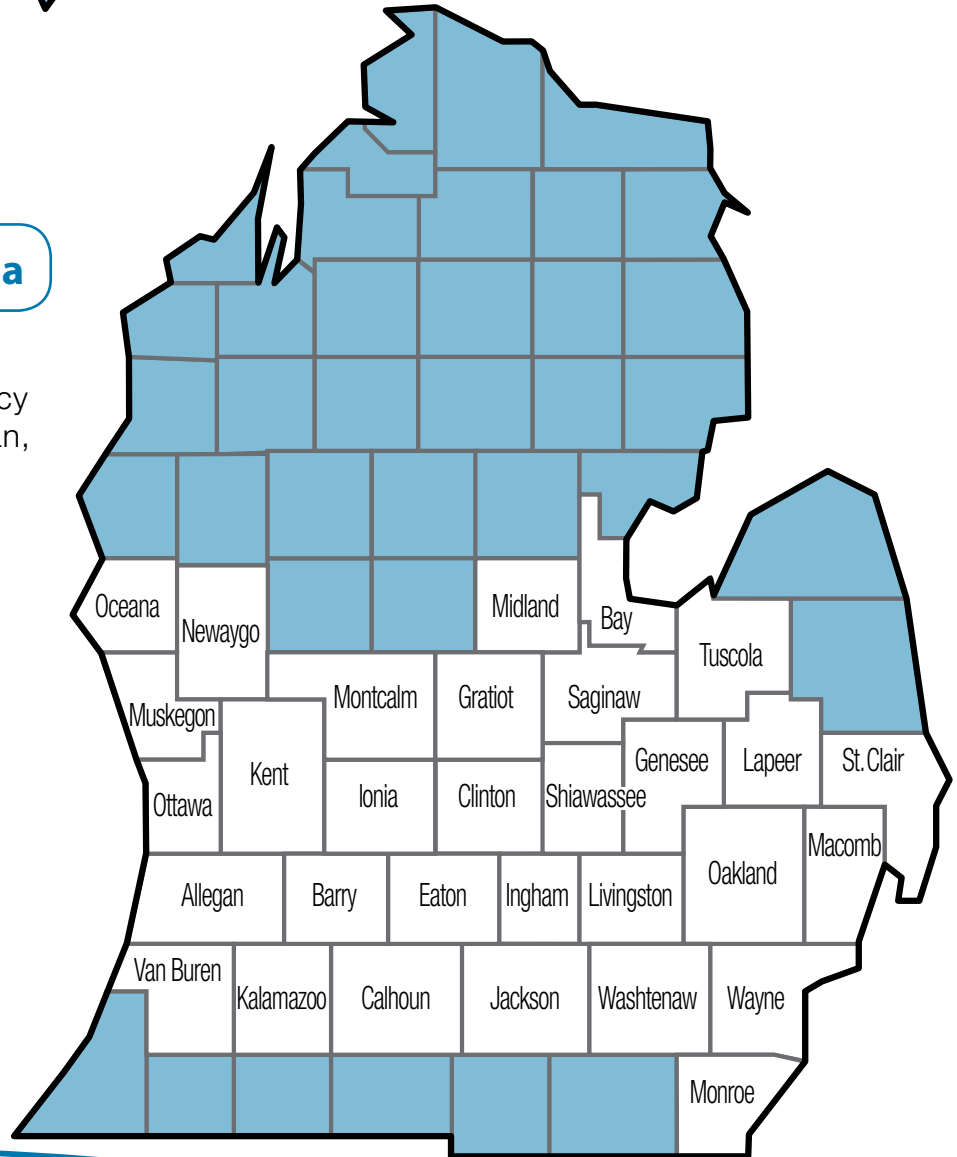 a
cy
n,
Oceana
Newaygo
Midland
Bay
Tuscola
Muskegon
Montcalm
Gratiot
Saginaw
Kent
Genesee
Lapeer
St. Clair
Ottawa
Ionia
Clinton
Shiawassee
Allegan
Barry
Eaton
Ingham
Livingston
Oakland
Macomb
Van Buren
Kalamazoo
Calhoun
Jackson
Washtenaw
Wayne
Monroe